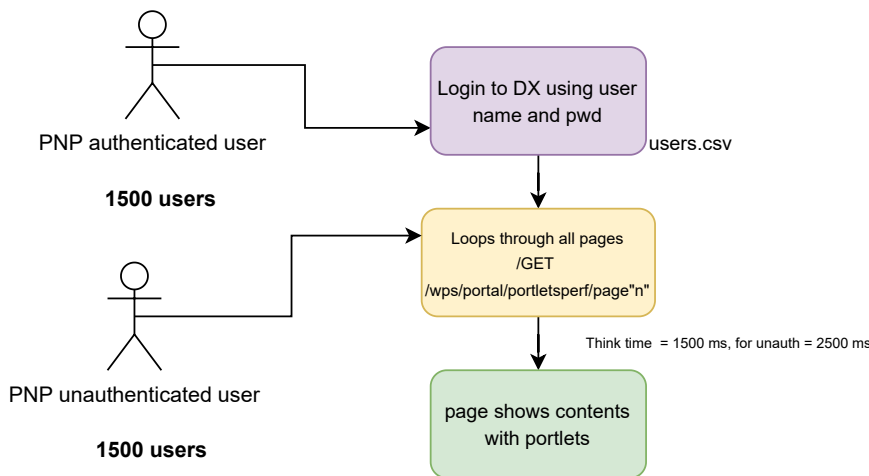 PNP authenticated user
1500 users
Login to DX using user
name and pwd
users.csv
Loops through all pages
/GET
/wps/portal/portletsperf/page"n"
PNP unauthenticated user
1500 users
Think time = 1500 ms, for unauth = 2500 ms
page shows contents
with portlets